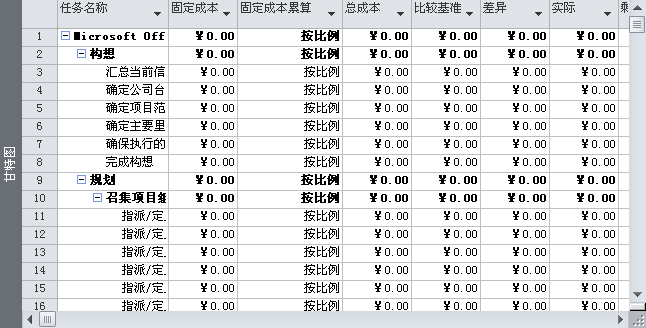 任务名称 固定成本 固定成本累算 总成本 比较基准 差异 实际
1 Microsoft Off ¥0.00 按比例 ¥0.00 ¥0.00 ¥0.00 ¥0.00
2 构想 ¥0.00 按比例 ¥0.00 ¥0.00 ¥0.00 ¥0.00
3 汇总当前信 ¥0.00 按比例 ¥0.00 ¥0.00 ¥0.00 ¥0.00
4 确定公司台 ¥0.00 按比例 ¥0.00 ¥0.00 ¥0.00 ¥0.00
5 确定项目范 ¥0.00 按比例 ¥0.00 ¥0.00 ¥0.00 ¥0.00
6 确定主要里 ¥0.00 按比例 ¥0.00 ¥0.00 ¥0.00 ¥0.00
7 确保执行的 ¥0.00 按比例 ¥0.00 ¥0.00 ¥0.00 ¥0.00
8 完成构想 ¥0.00 按比例 ¥0.00 ¥0.00 ¥0.00 ¥0.00
9 规划 ¥0.00 按比例 ¥0.00 ¥0.00 ¥0.00 ¥0.00
10 召集项目组 ¥0.00 按比例 ¥0.00 ¥0.00 ¥0.00 ¥0.00
11 指派/定. ¥0.00 按比例 ¥0.00 ¥0.00 ¥0.00 ¥0.00
12 指派/定. ¥0.00 按比例 ¥0.00 ¥0.00 ¥0.00 ¥0.00
13 指派/定. ¥0.00 按比例 ¥0.00 ¥0.00 ¥0.00 ¥0.00
14 指派/定. ¥0.00 按比例 ¥0.00 ¥0.00 ¥0.00 ¥0.00
15 指派/定. ¥0.00 按比例 ¥0.00 ¥0.00 ¥0.00 ¥0.00
16 指派/定. ¥0.00 按比例 ¥0.00 ¥0.00 ¥0.00 ¥0.00
甘特图